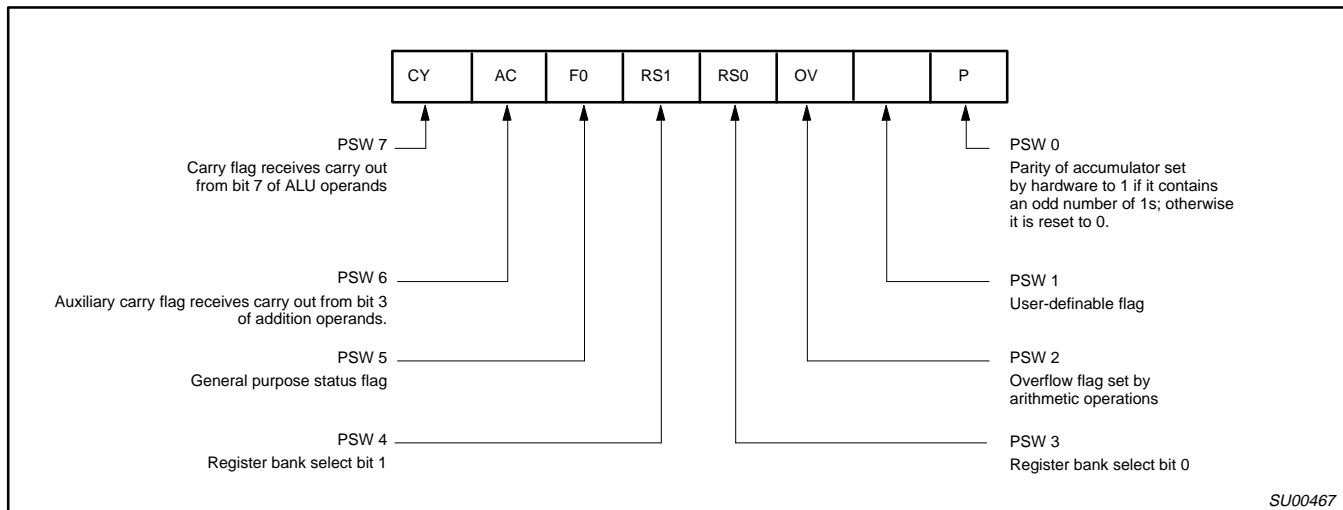 CY AC F0 RS1 RS0 OV P
PSW 7
Carry flag receives carry out
from bit 7 of ALU operands
PSW 6
Auxiliary carry flag receives carry out from bit 3
of addition operands.
PSW 5
General purpose status flag
PSW 4
Register bank select bit 1
PSW 0
Parity of accumulator set
by hardware to 1 if it contains
an odd number of 1s; otherwise
it is reset to 0.
PSW 1
User-definable flag
PSW 2
Overflow flag set by
arithmetic operations
PSW 3
Register bank select bit 0
SU00467